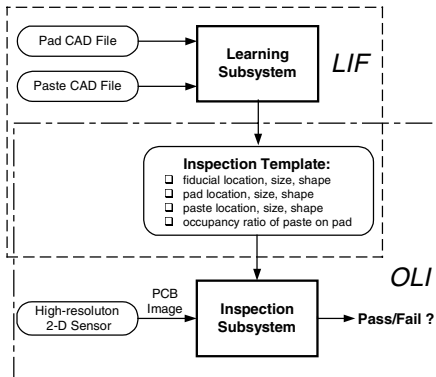 Pad CAD File
Paste CAD File
Learning
Subsystem
LIF
Inspection Template:
❑ fiducial location, size, shape
❑ pad location, size, shape
❑ paste location, size, shape
❑ occupancy ratio of paste on pad
OLI
High-resoluton
2-D Sensor
PCB
Image
Inspection
Subsystem
Pass/Fail ?